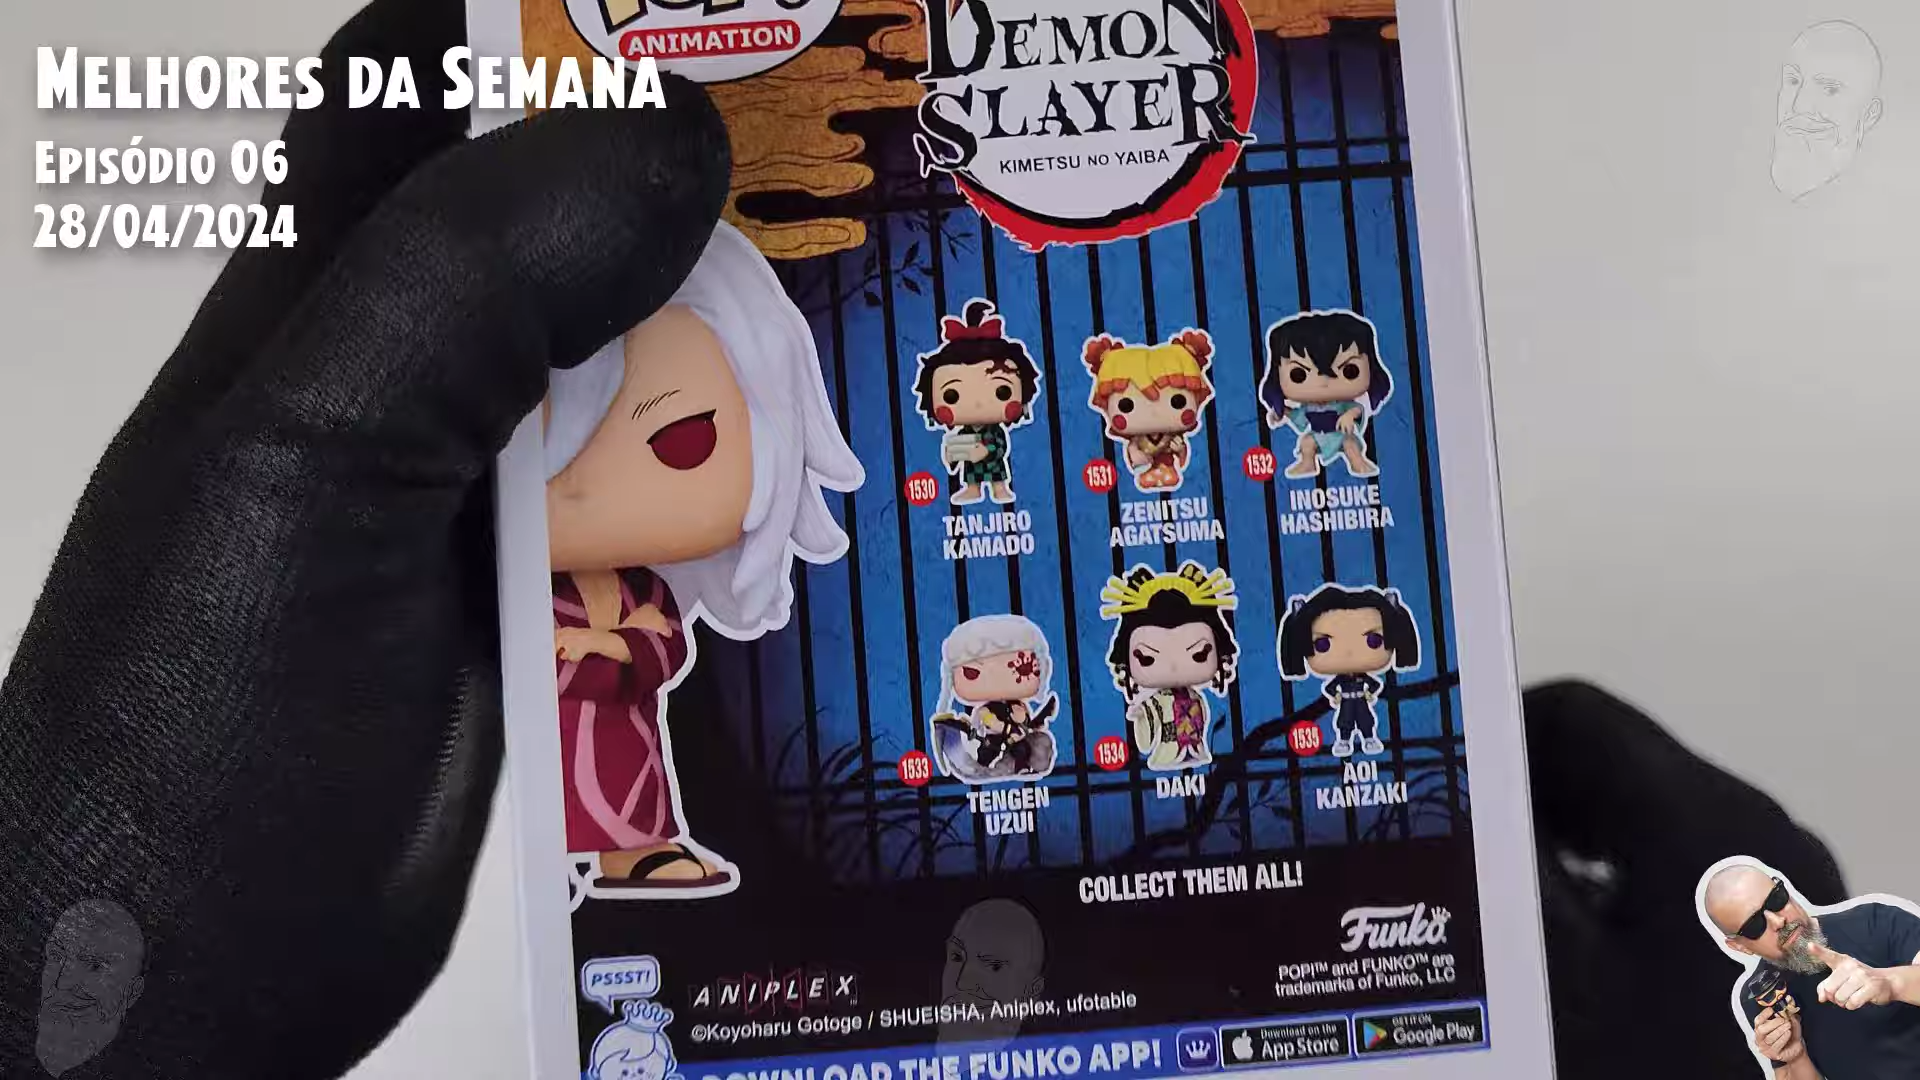 MELHORES DA SEMANA
EPISÓDIO 06
28/04/2024
ANIMATION
DEMON
SLAYER
KIMETSU NO YAIBA
1530
TANJIRO
KAMADO
1531
ZENITSU
AGATSUMA
1532
INOSUKE
HASHIBIRA
1533
TENGEN
UZUI
1534
DAKI
1535
AOI
KANZAKI
COLLECT THEM ALL!
Funko
POP!™ and FUNKO™ are
trademarks of Funko, LLC
PSSST!
ANIPLEX
©Koyoharu Gotoge / SHUEISHA, Aniplex, ufotable
DOWNLOAD THE FUNKO APP!
Download on the
App Store
GET IT ON
Google Play